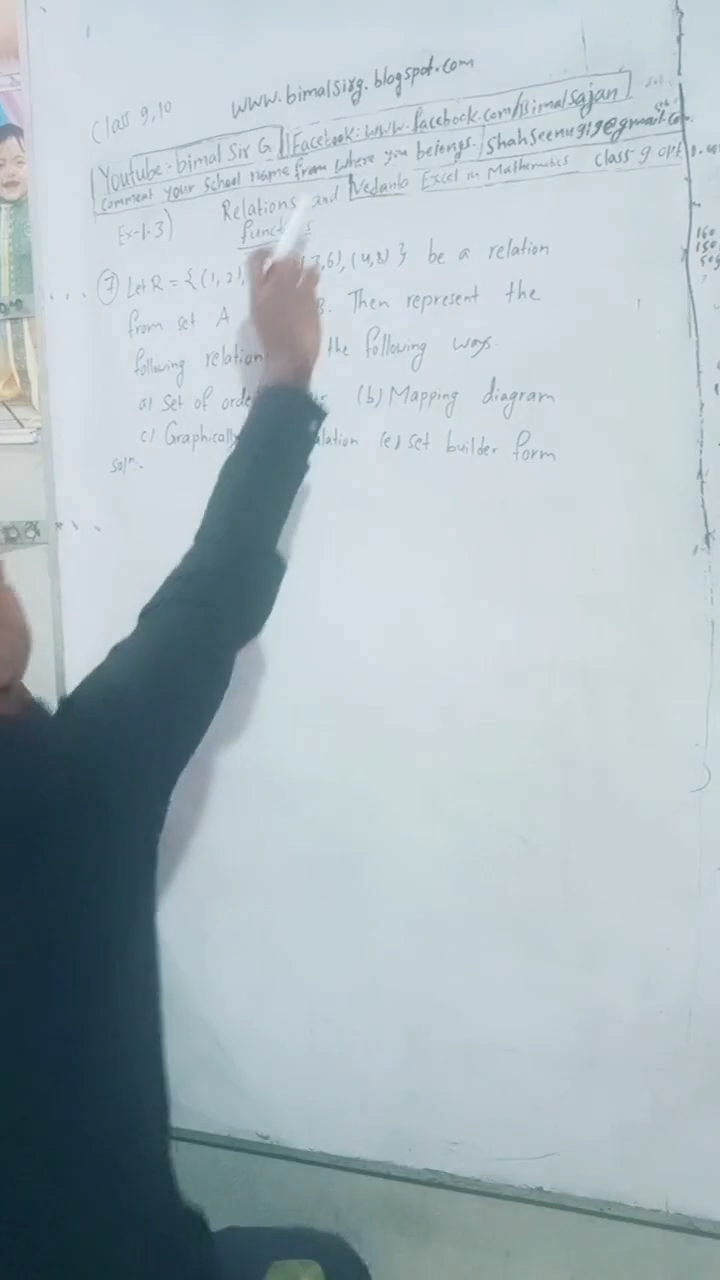 www.bimalsirg.blogspot.com
Class 9,10
Youtube:- bimal Sir G Facebook: www.facebook.com/Bimalsajan
Comment your School name from where you belongs. Shahseenu919@gmail.com
Ex-1.3) Relations and Vedanta Excel in Mathematics Class 9 opt
functions
7 Let R = {(1,2), 3,6), (4,8)} be a relation
from set A B. Then represent the
following relation the following ways.
a) Set of orde (b) Mapping diagram
c) Graphically lation (e) set builder form
Soln.